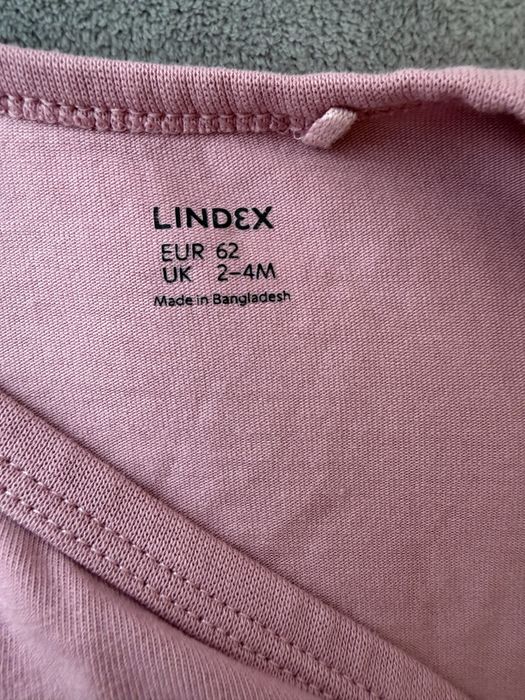 LINDEX
EUR 62
UK 2–4M
Made in Bangladesh